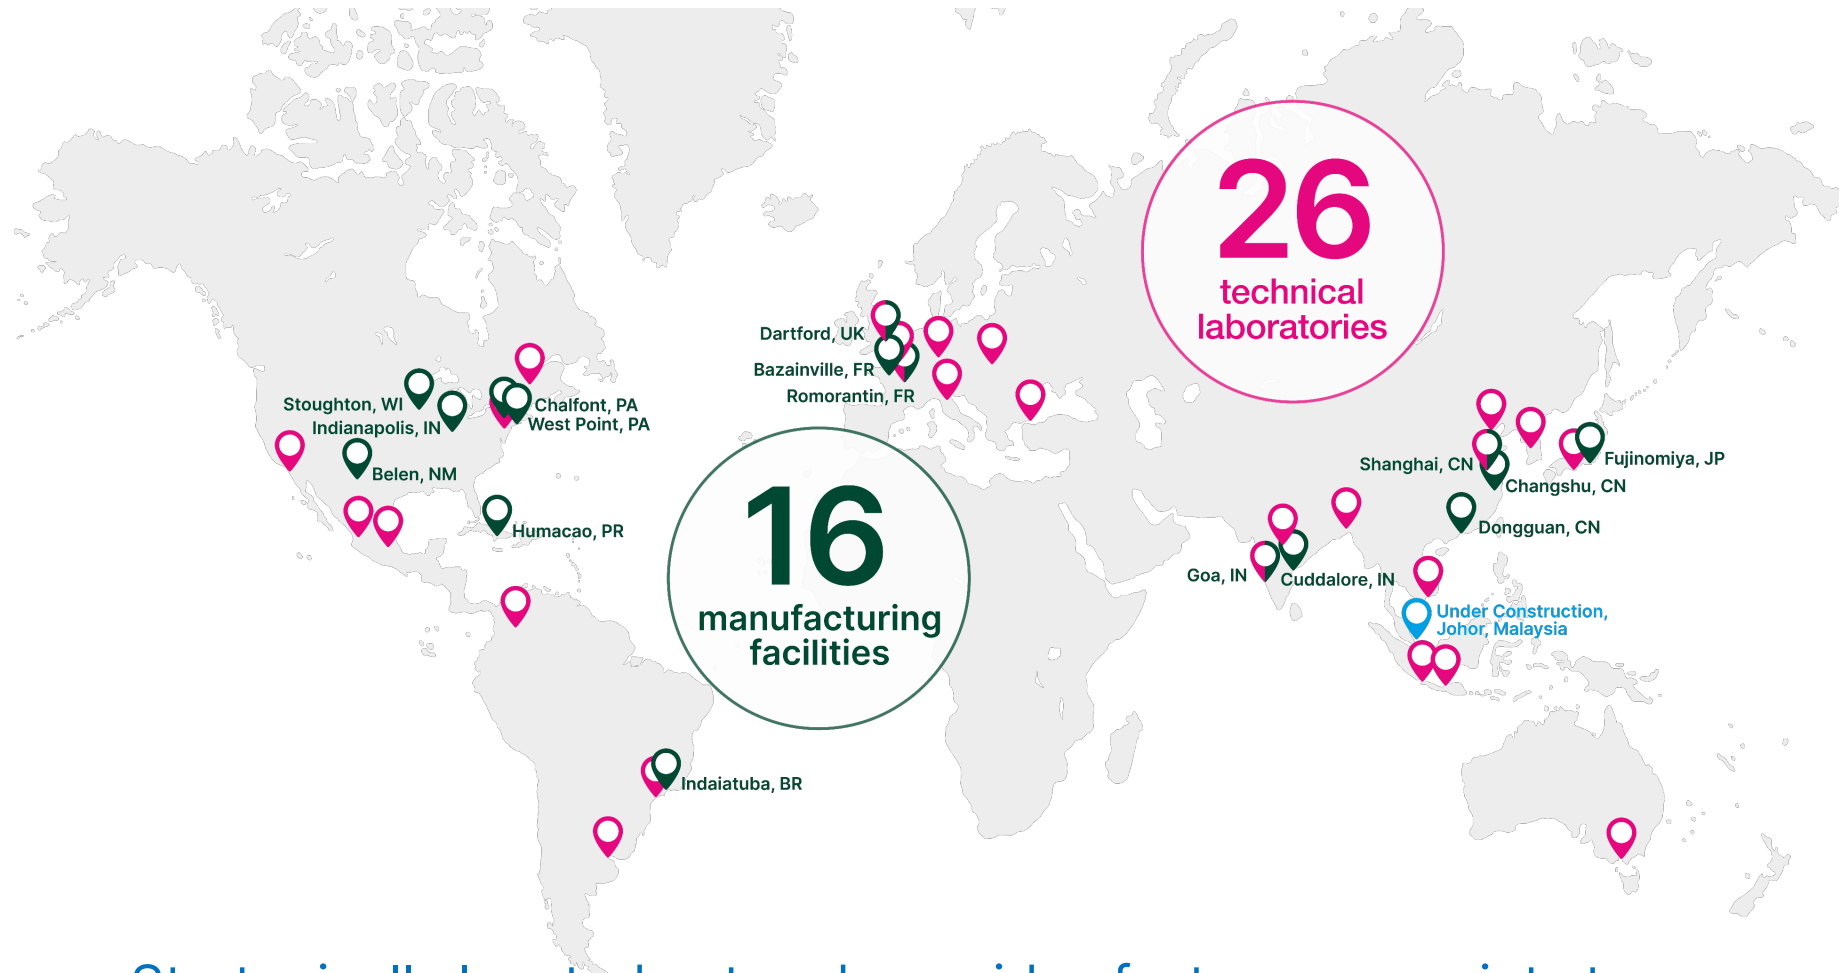 26
technical
laboratories
Dartford, UK
Bazainville, FR
Romorantin, FR
Stoughton, WI
Indianapolis, IN
Chalfont, PA
West Point, PA
Belen, NM
Humacao, PR
16
manufacturing
facilities
Shanghai, CN
Fujinomiya, JP
Changshu, CN
Dongguan, CN
Goa, IN
Cuddalore, IN
Under Construction,
Johor, Malaysia
Indaiatuba, BR